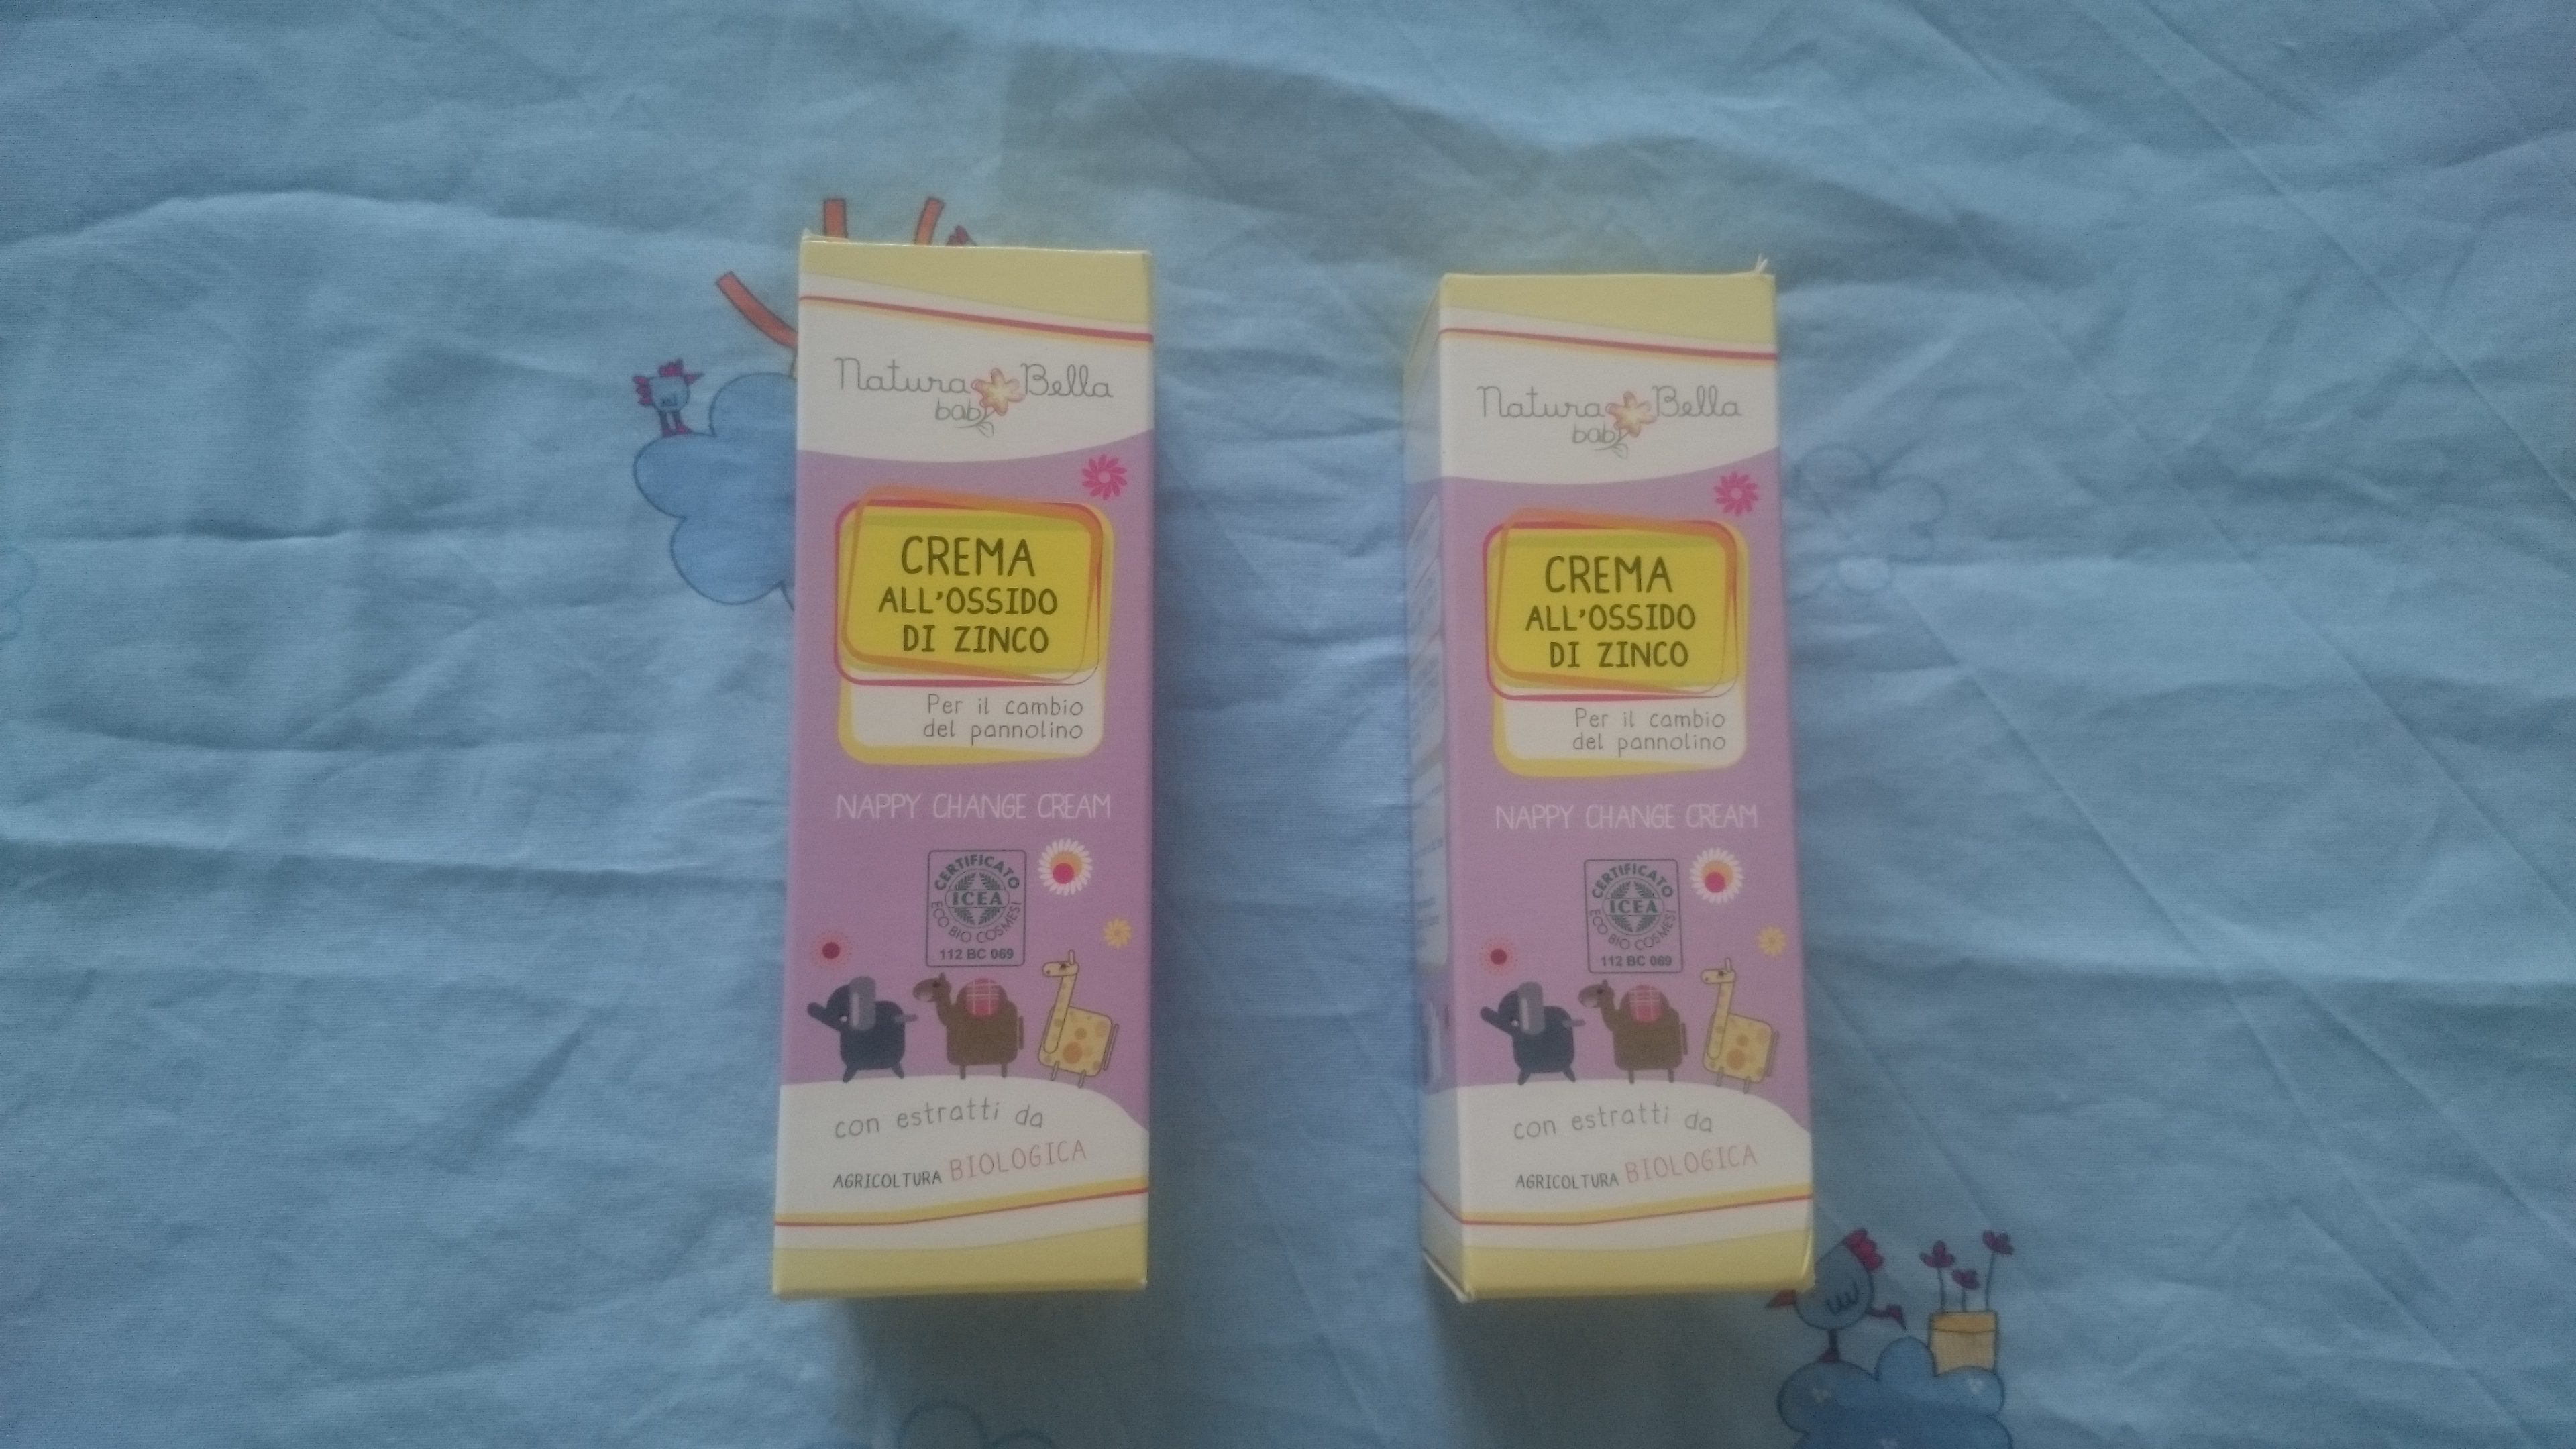 Natura Bella
baby
CREMA
ALL'OSSIDO
DI ZINCO
Per il cambio
del pannolino
NAPPY CHANGE CREAM
CERTIFICATO
ICEA
ECO BIO COSMESI
112 BC 069
con estratti da
AGRICOLTURA BIOLOGICA
Natura Bella
baby
CREMA
ALL'OSSIDO
DI ZINCO
Per il cambio
del pannolino
NAPPY CHANGE CREAM
CERTIFICATO
ICEA
ECO BIO COSMESI
112 BC 069
con estratti da
AGRICOLTURA BIOLOGICA